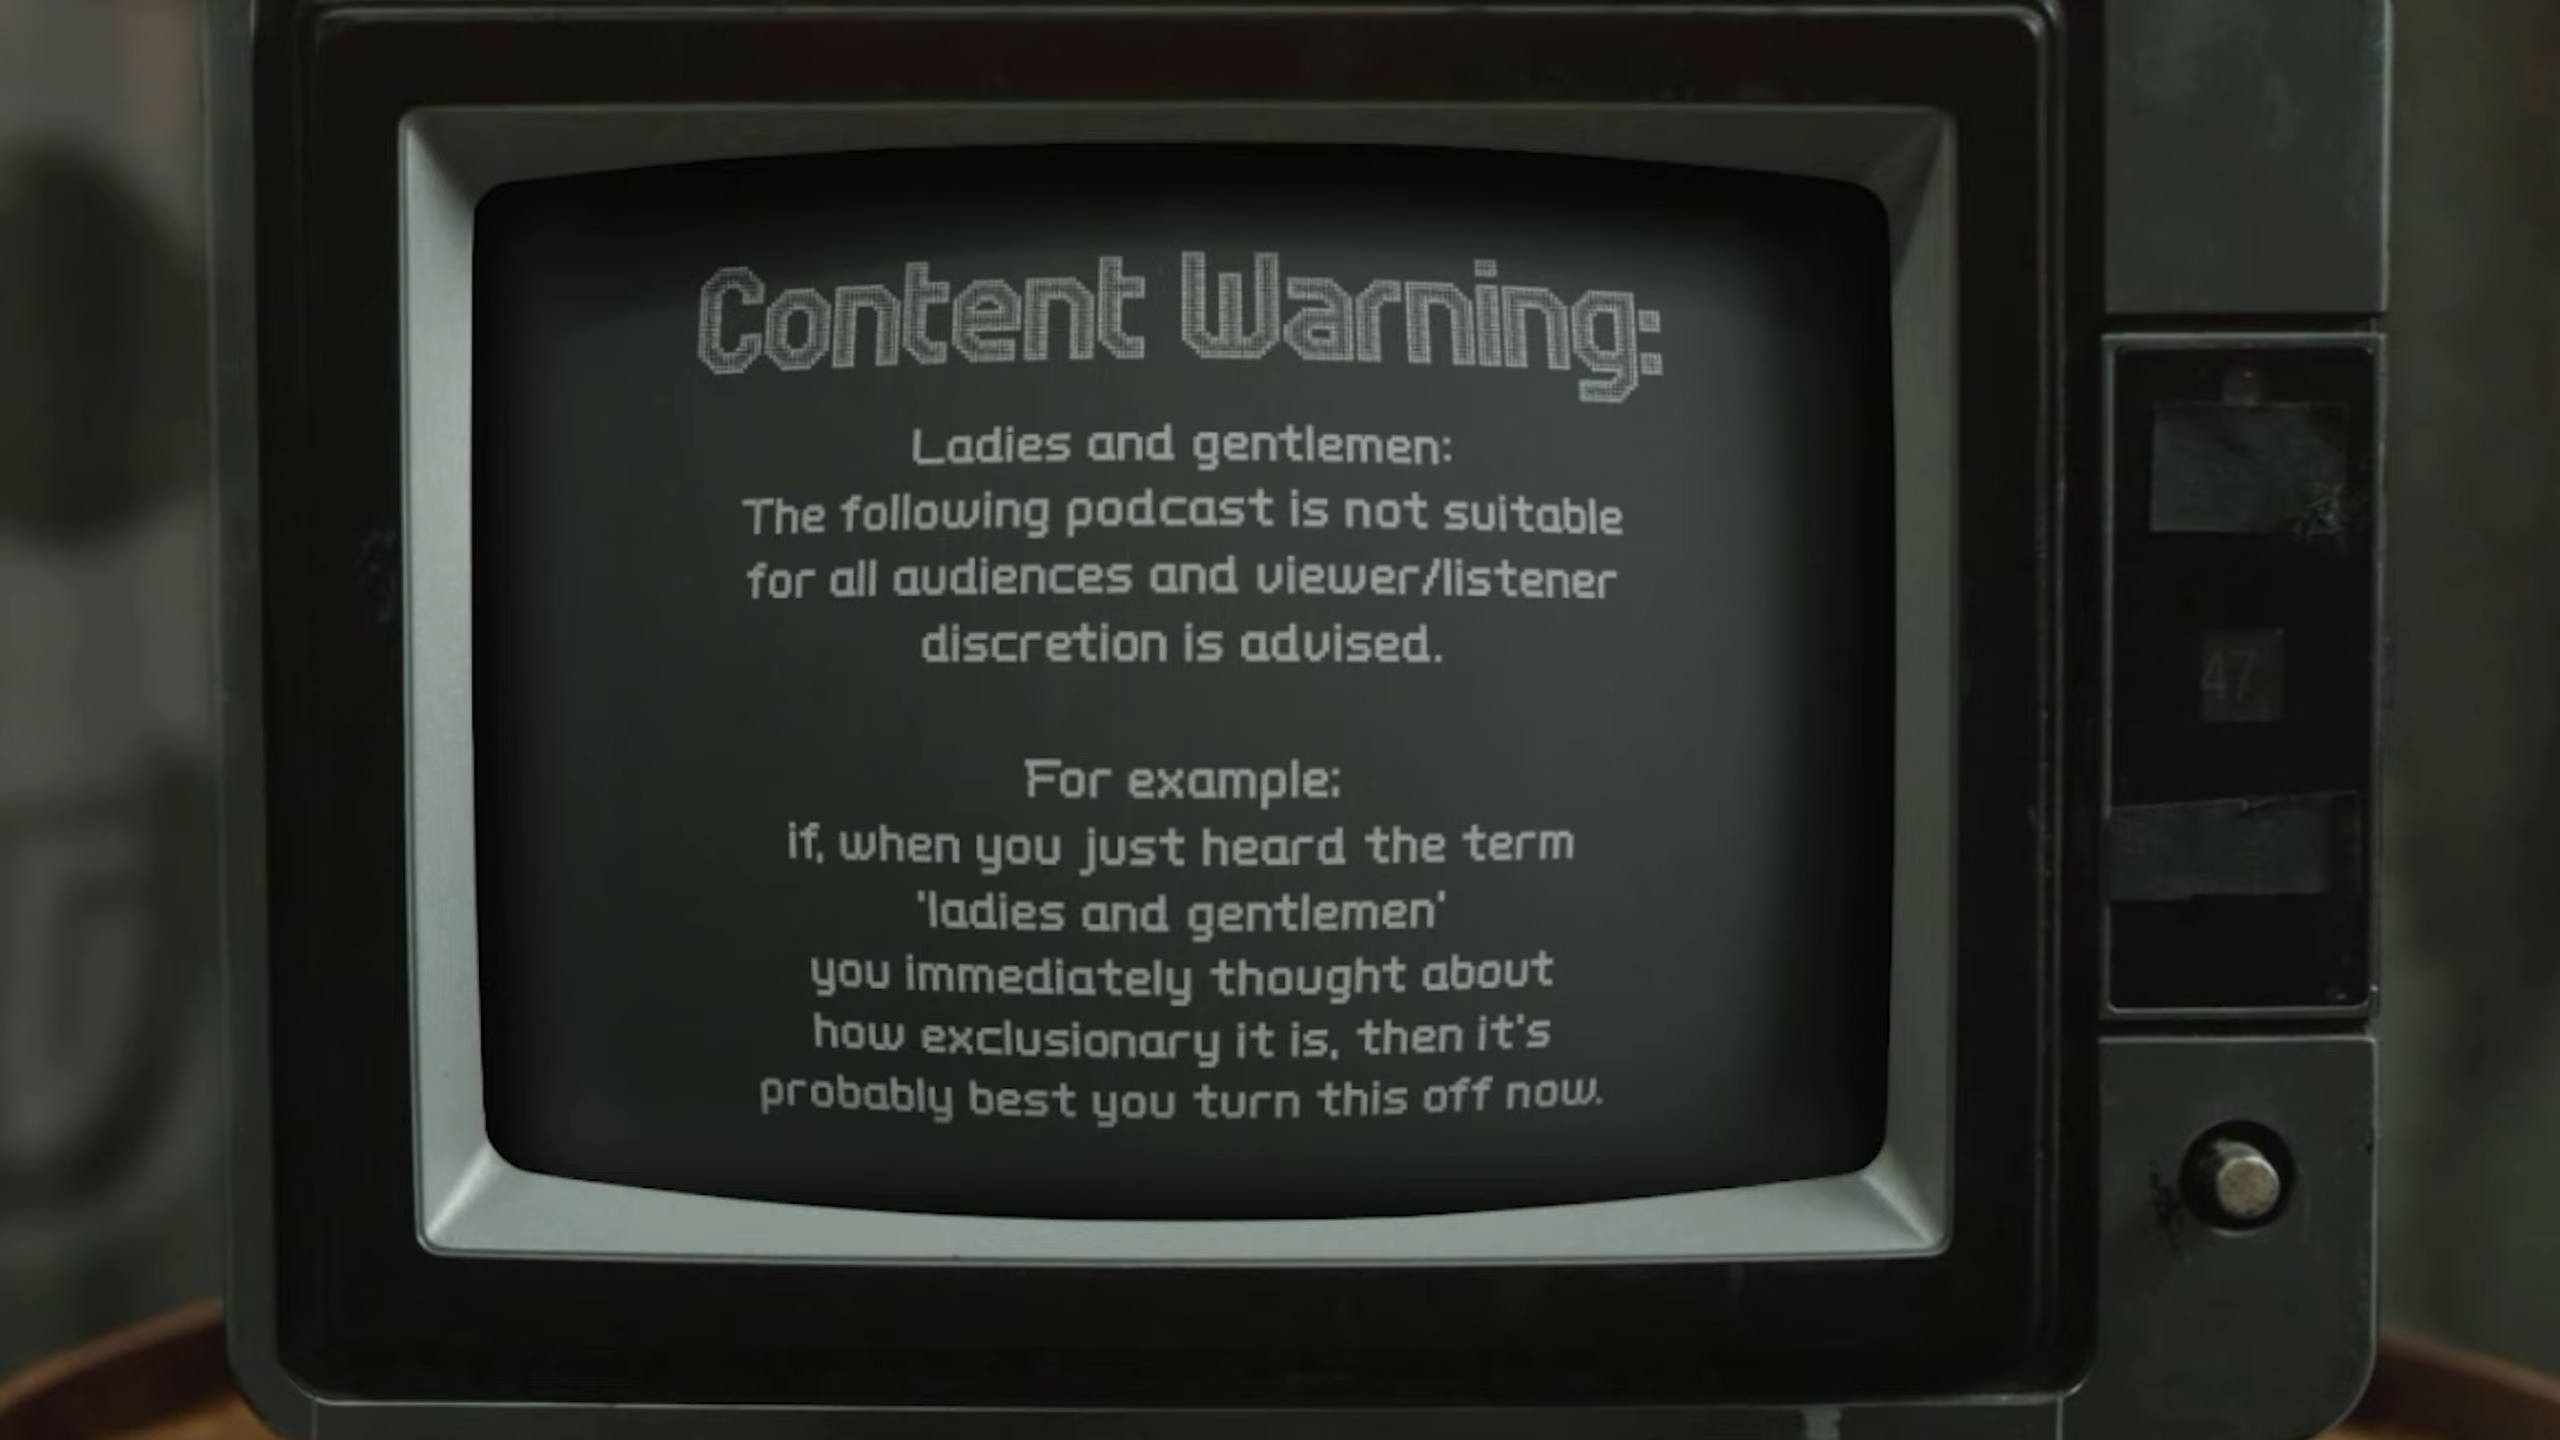 Content Warning:
Ladies and gentlemen:
The following podcast is not suitable
for all audiences and viewer/listener
discretion is advised.
For example:
if, when you just heard the term
'ladies and gentlemen'
you immediately thought about
how exclusionary it is, then it's
probably best you turn this off now.
47